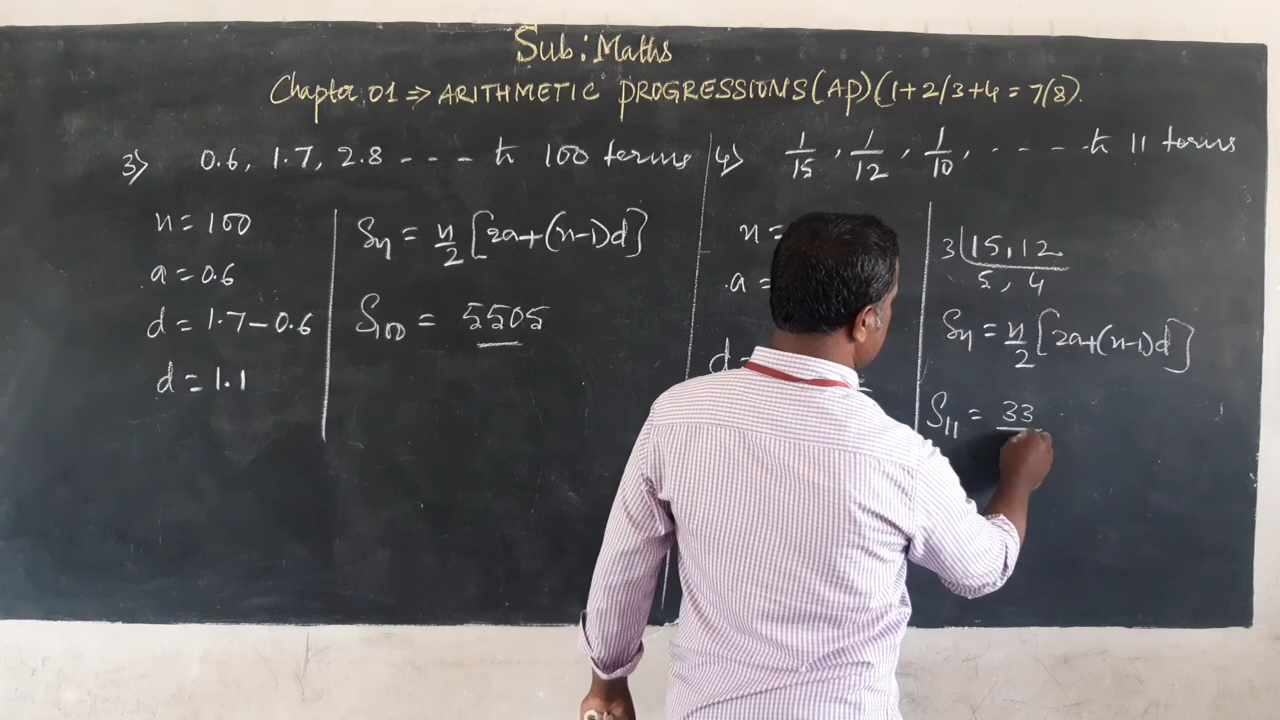 Sub: Maths
Chapter 01 ⇒ ARITHMETIC PROGRESSIONS (AP) (1+2/3+4=7/8).
3) 0.6, 1.7, 2.8 - - - - to 100 terms
n = 100
a = 0.6
d = 1.7 - 0.6
d = 1.1
Sn = n/2 [2a+(n-1)d]
S100 = 5505
4) 1/15, 1/12, 1/10, - - - - to 11 terms
n =
a =
d =
3 | 15, 12
5, 4
Sn = n/2 [2a+(n-1)d]
S11 = 33